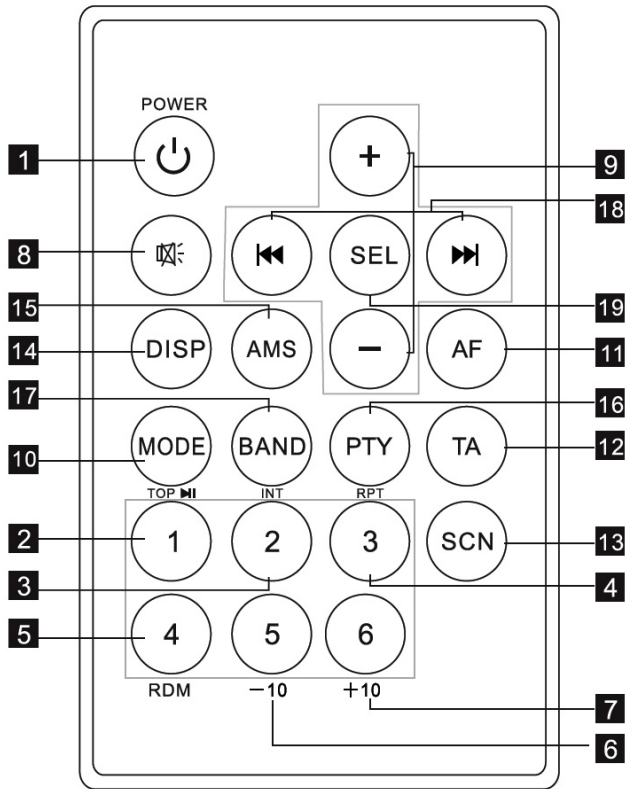 POWER
1
+
9
18
8
SEL
19
15
14
DISP
AMS
−
AF
11
17
16
10
MODE
BAND
PTY
TA
12
TOP
INT
RPT
2
1
2
3
SCN
13
3
4
5
4
5
6
RDM
−10
+10
7
6